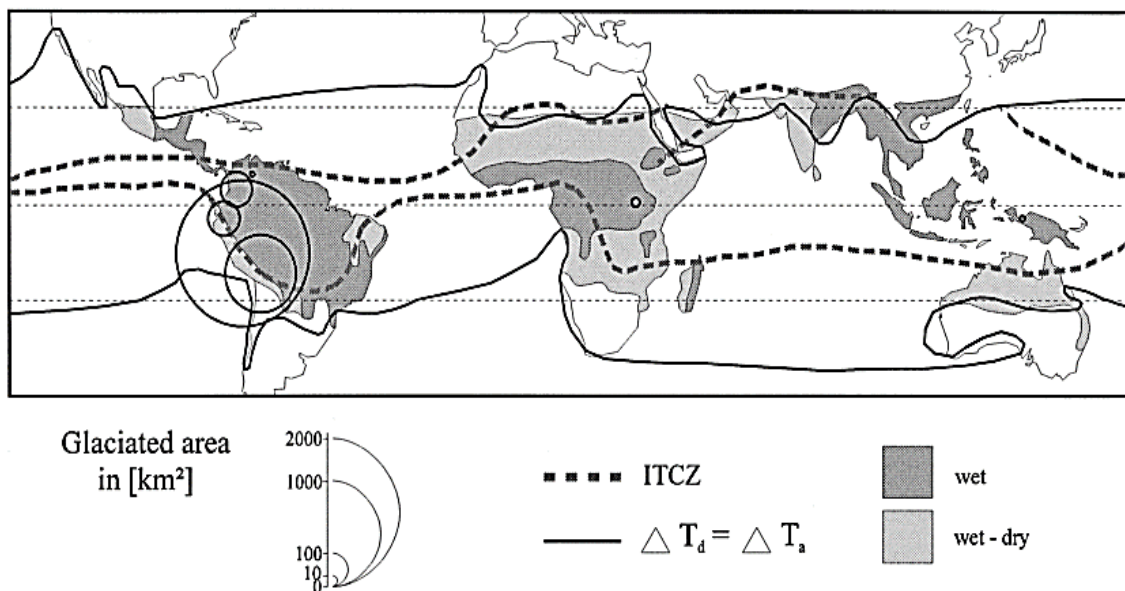 Glaciated area
in [km²]
2000
1000
100
10
0
ITCZ
△ T_d = △ T_a
wet
wet - dry